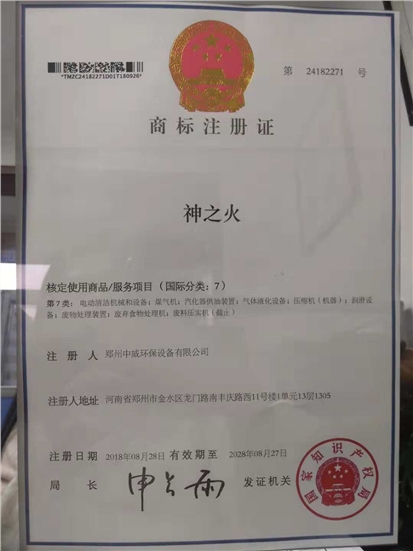 *TMZC24182271D01T180926*
第 24182271 号
商标注册证
神之火
核定使用商品/服务项目（国际分类：7）
第 7 类：电动清洁机械和设备；煤气机；汽化器供油装置；气体液化设备；压缩机（机器）；润滑设
备；废物处理装置；废弃食物处理机；废料压实机（截止）
注 册 人 郑州中威环保设备有限公司
注册人地址 河南省郑州市金水区龙门路南丰庆路西11号楼1单元13层1305
注册日期 2018年08月28日 有效期至 2028年08月27日
局 长 申长雨 发证机关
国家知识产权局